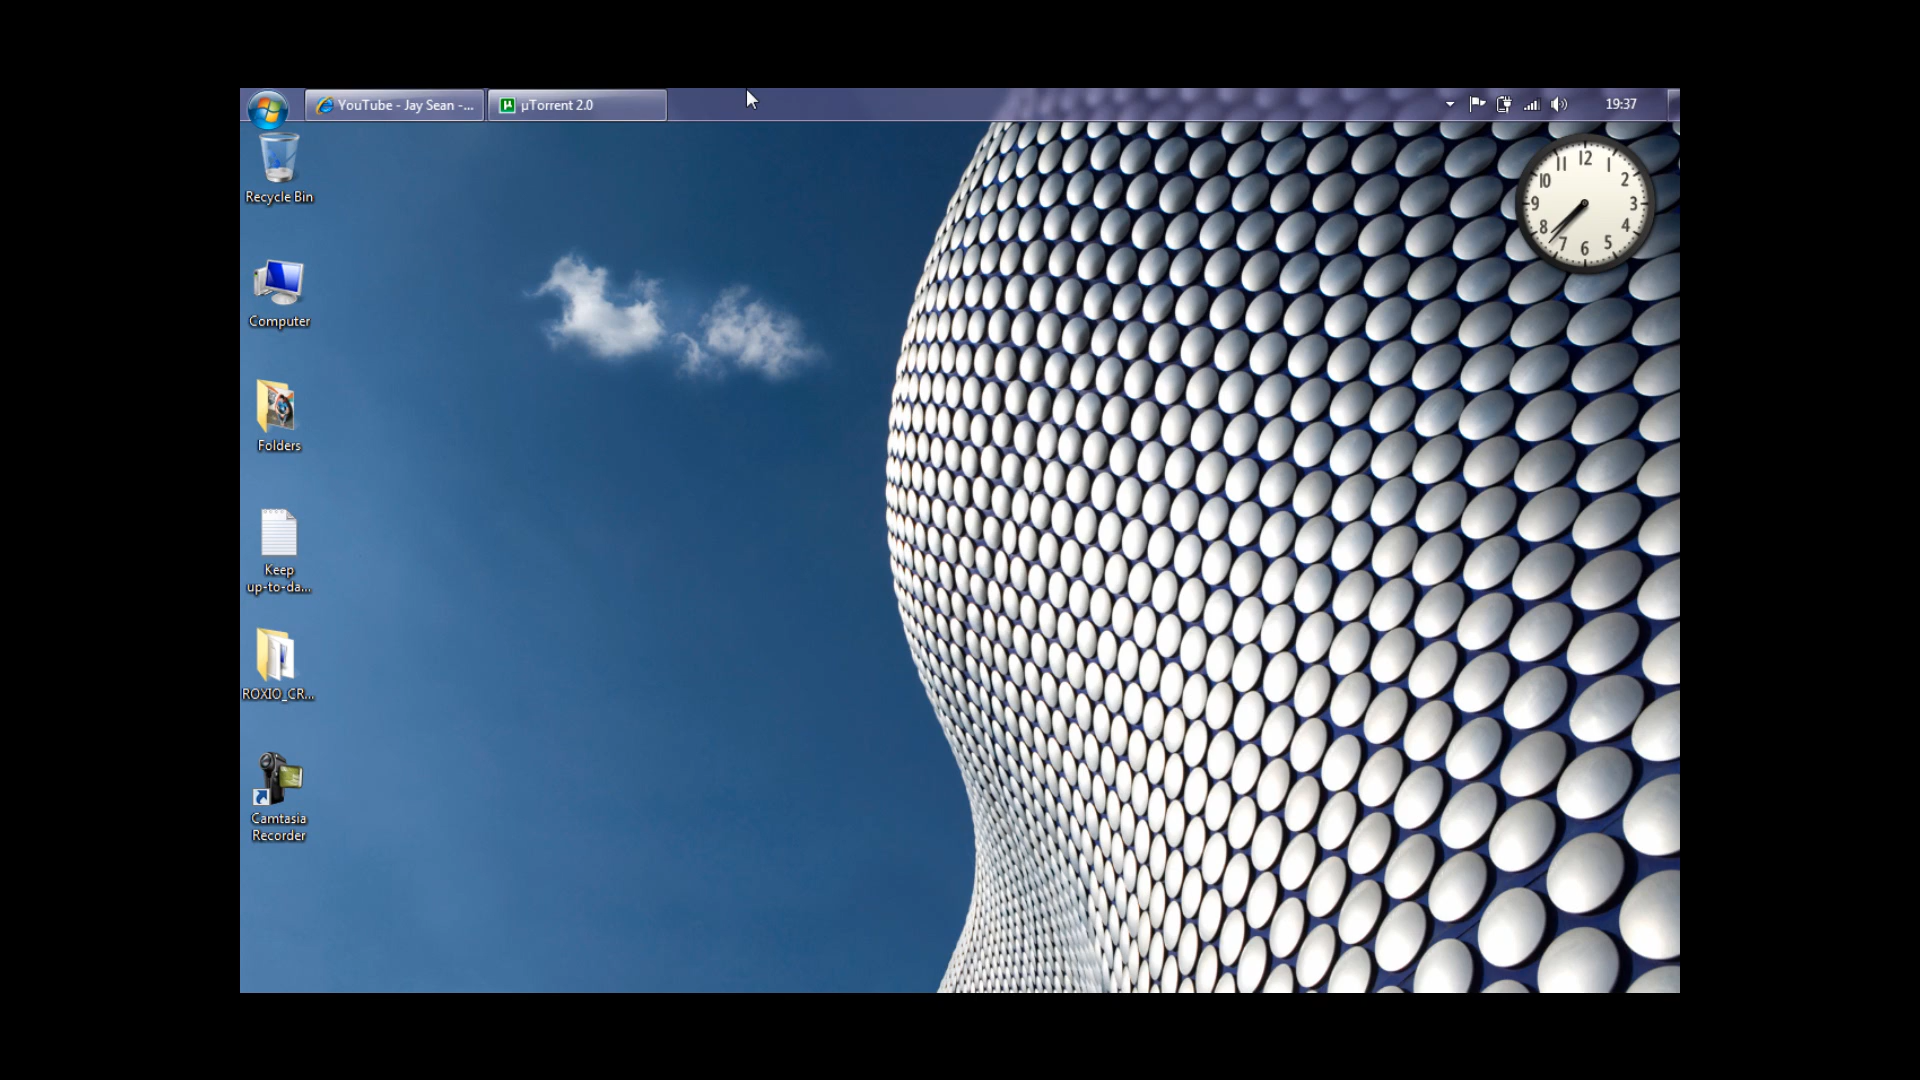 YouTube - Jay Sean -...
µTorrent 2.0
19:37
Recycle Bin
12
11
1
10
2
9
3
8
4
7
5
6
Computer
Folders
Keep
up-to-da...
ROXIO_CR...
Camtasia
Recorder